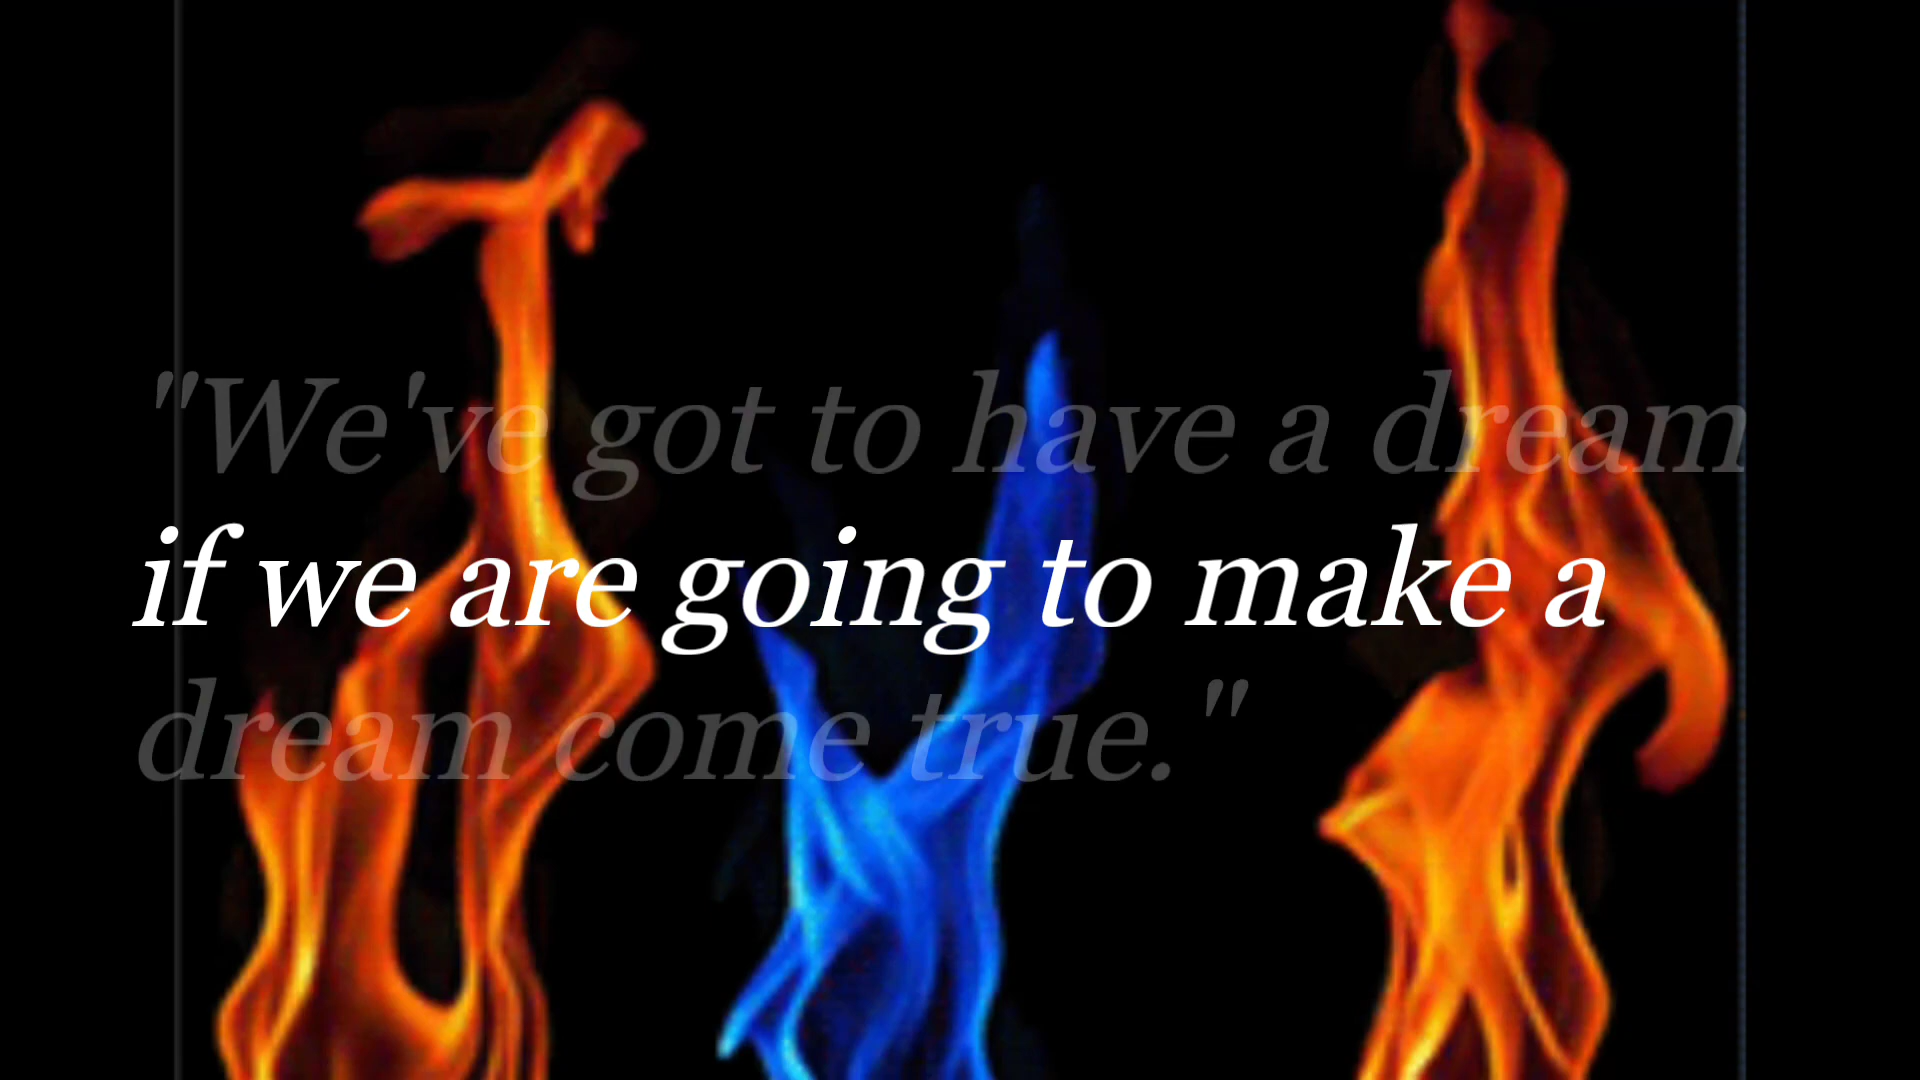 "We've got to have a dream
if we are going to make a
dream come true."